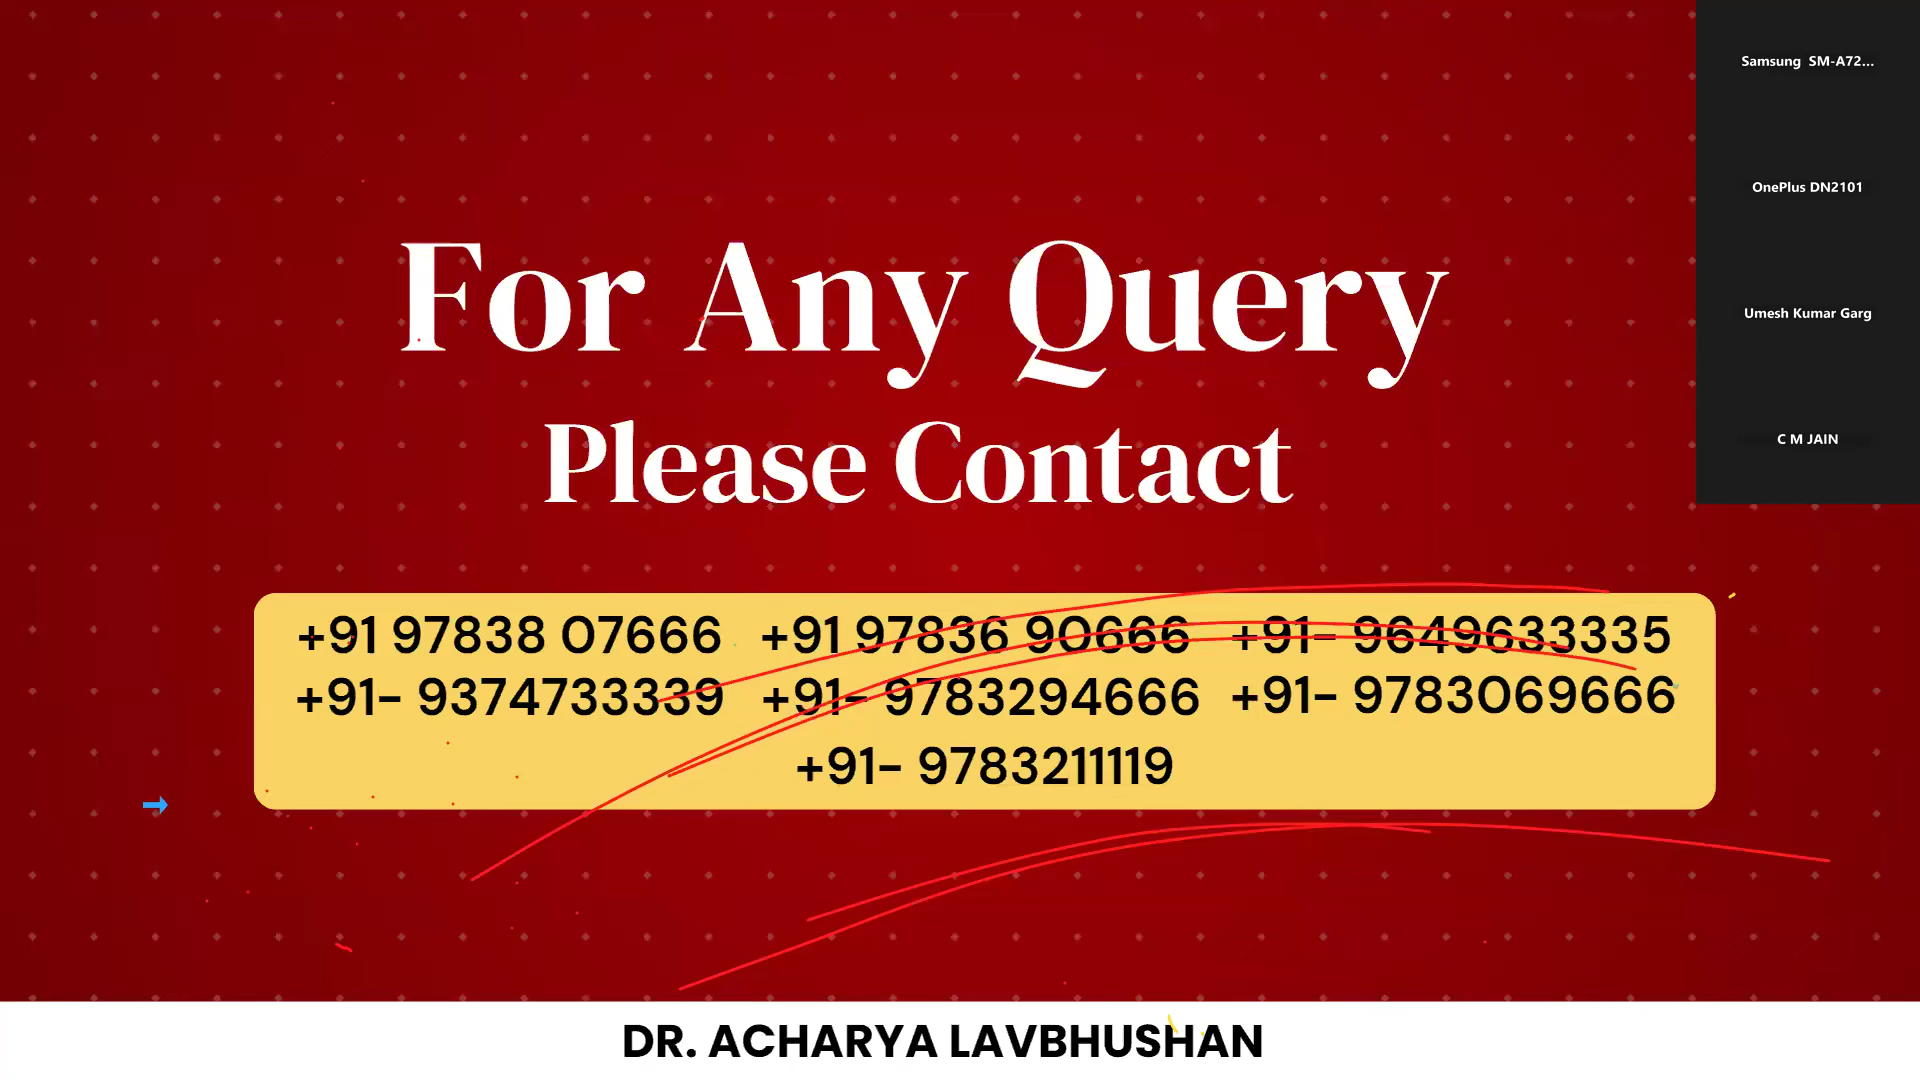 Samsung SM-A72...
OnePlus DN2101
Umesh Kumar Garg
C M JAIN
For Any Query
Please Contact
+91 97838 07666 +91 97836 90666 +91- 9649633335
+91- 9374733339 +91- 9783294666 +91- 9783069666
+91- 9783211119
DR. ACHARYA LAVBHUSHAN